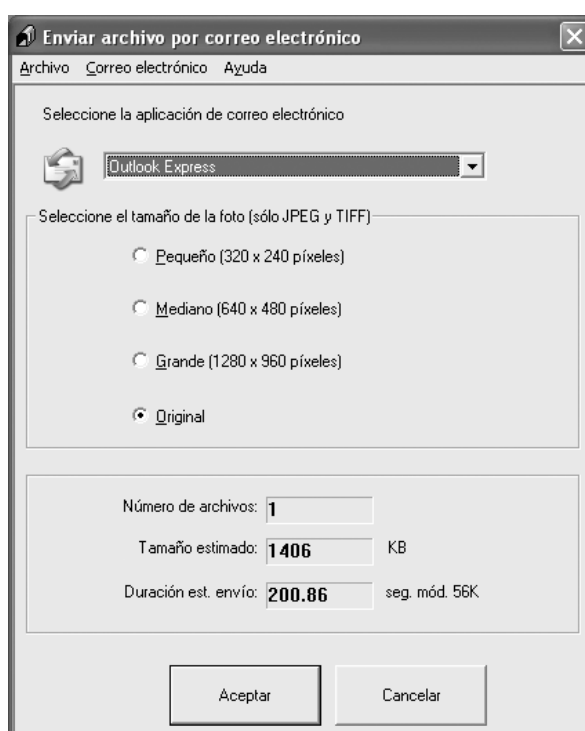 Enviar archivo por correo electrónico
Archivo Correo electrónico Ayuda
Seleccione la aplicación de correo electrónico
Outlook Express
Seleccione el tamaño de la foto (sólo JPEG y TIFF)
Pequeño (320 x 240 píxeles)
Mediano (640 x 480 píxeles)
Grande (1280 x 960 píxeles)
Original
Número de archivos: 1
Tamaño estimado: 1406 KB
Duración est. envío: 200.86 seg. mód. 56K
Aceptar Cancelar